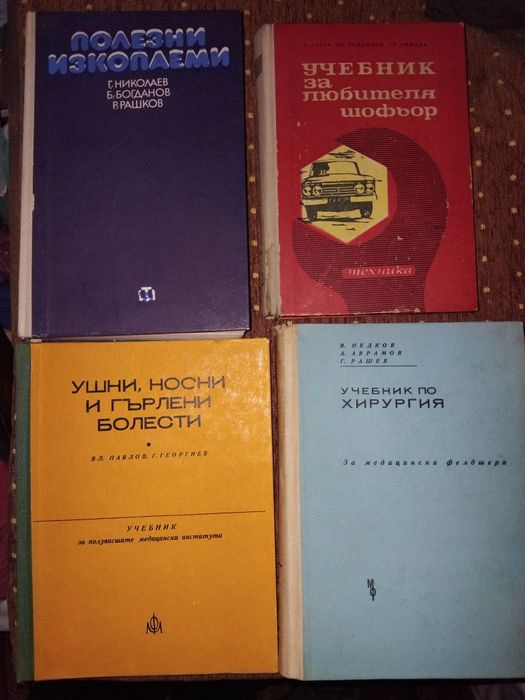 ПОЛЕЗНИ
ИЗКОПАЕМИ
Г. НИКОЛАЕВ
Б. БОГДАНОВ
Р. РАШКОВ
УЧЕБНИК
за
любителя
шофьор
техника
УШНИ, НОСНИ
И ГЪРЛЕНИ
БОЛЕСТИ
ВЛ. ПАВЛОВ, Г. ГЕОРГИЕВ
УЧЕБНИК
за полувисшите медицински институти
В. НЕДКОВ
А. АВРАМОВ
Г. РАШЕВ
УЧЕБНИК ПО
ХИРУРГИЯ
За медицински фелдшери